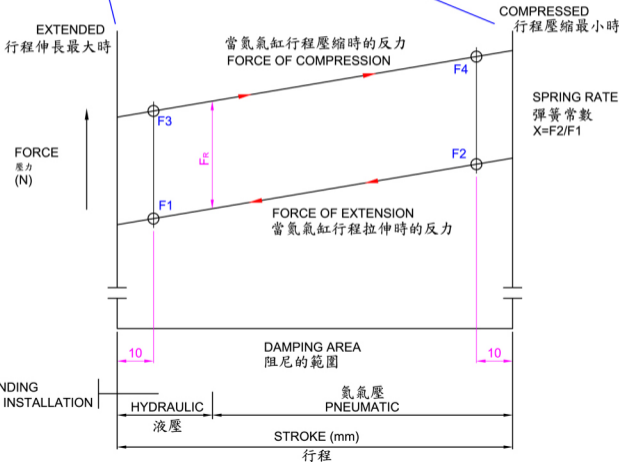 EXTENDED
行程伸長最大時
COMPRESSED
行程壓縮最小時
當氮氣缸行程壓縮時的反力
FORCE OF COMPRESSION
F4
F3
SPRING RATE
彈簧常數
X=F2/F1
FORCE
壓力
(N)
FR
F2
F1
FORCE OF EXTENSION
當氮氣缸行程拉伸時的反力
10
DAMPING AREA
阻尼的範圍
10
NDING
INSTALLATION
HYDRAULIC
液壓
氮氣壓
PNEUMATIC
STROKE (mm)
行程